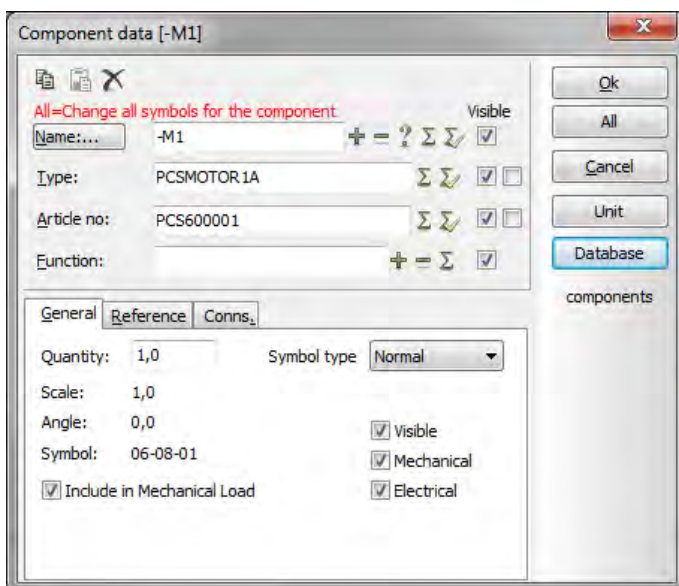 Component data [-M1]
All=Change all symbols for the component
Visible
Name:...
-M1
Type:
PCSMOTOR1A
Article no:
PCS600001
Function:
Ok
All
Cancel
Unit
Database
components
General Reference Conns.
Quantity: 1,0 Symbol type Normal
Scale: 1,0
Angle: 0,0 Visible
Symbol: 06-08-01 Mechanical
Include in Mechanical Load Electrical